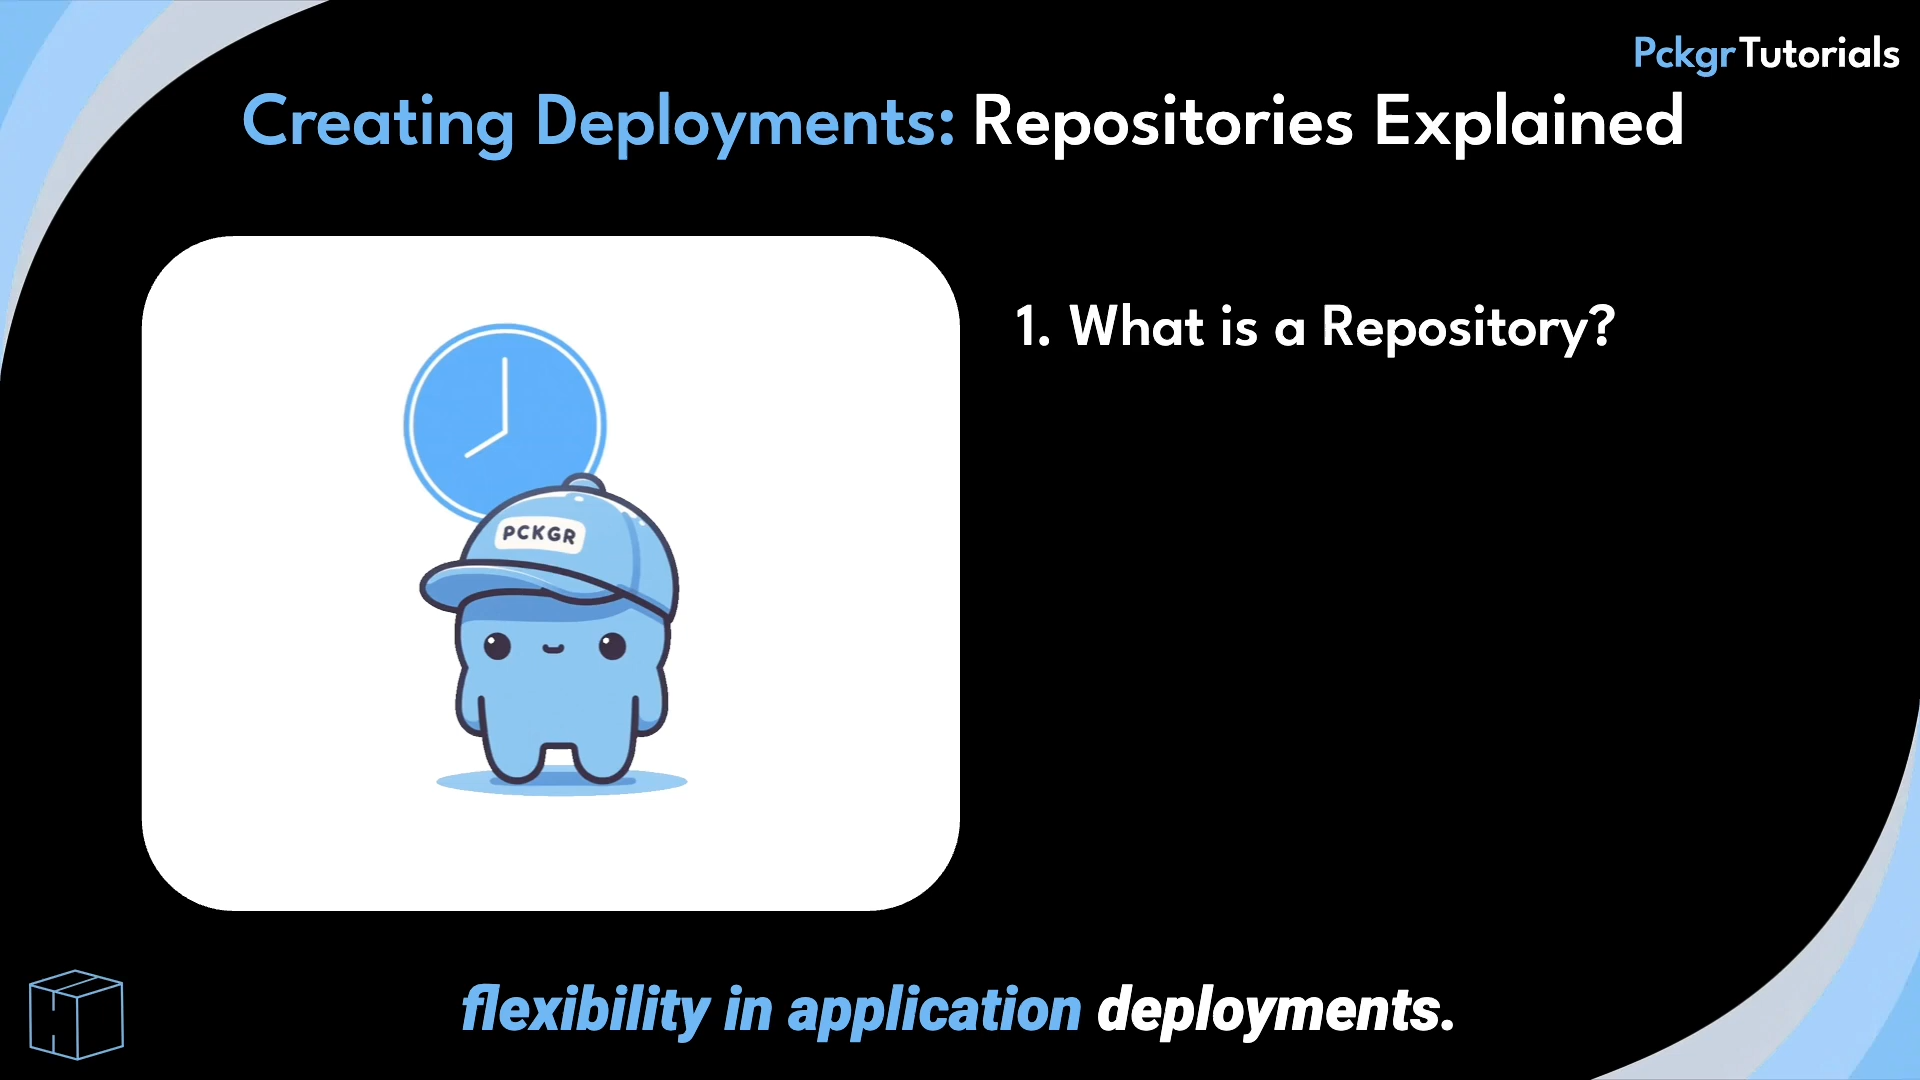 PckgrTutorials
Creating Deployments: Repositories Explained
1. What is a Repository?
PCKGR
flexibility in application deployments.